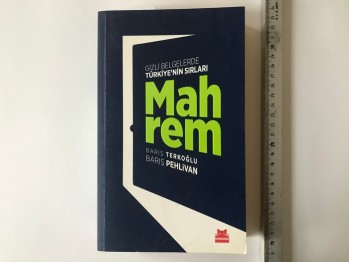 GİZLİ BELGELERDE
TÜRKİYE'NİN SIRLARI
Mah
rem
BARIŞ TERKOĞLU
BARIŞ PEHLİVAN